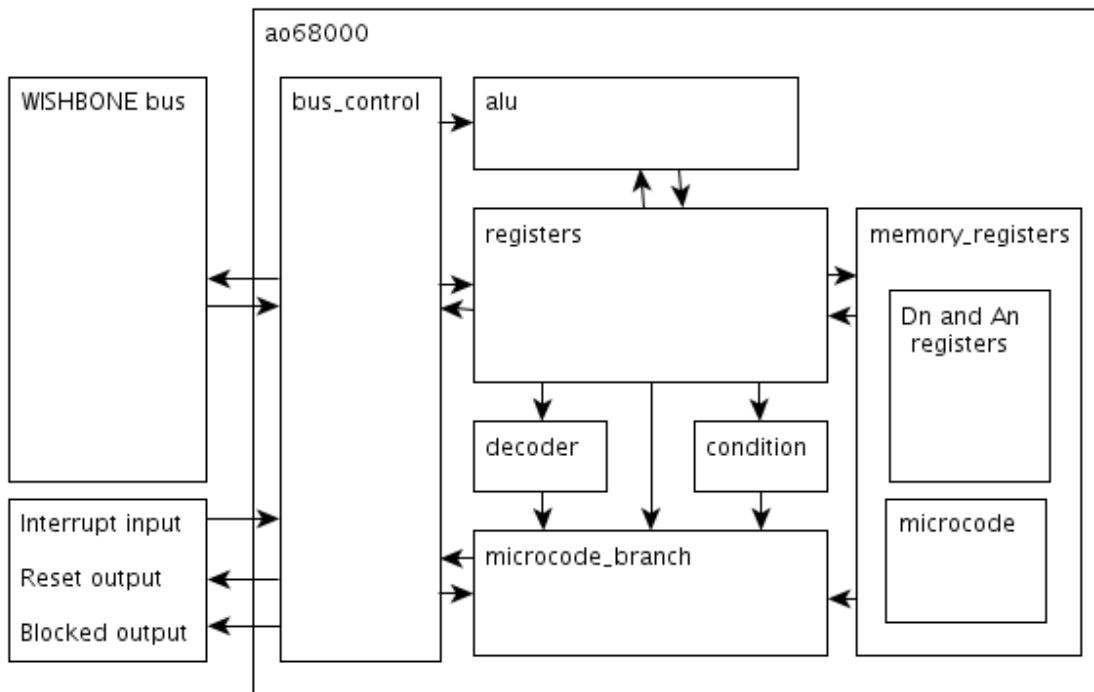 ao68000
WISHBONE bus
bus_control
alu
registers
memory_registers
Dn and An
registers
decoder
condition
microcode
microcode_branch
Interrupt input
Reset output
Blocked output